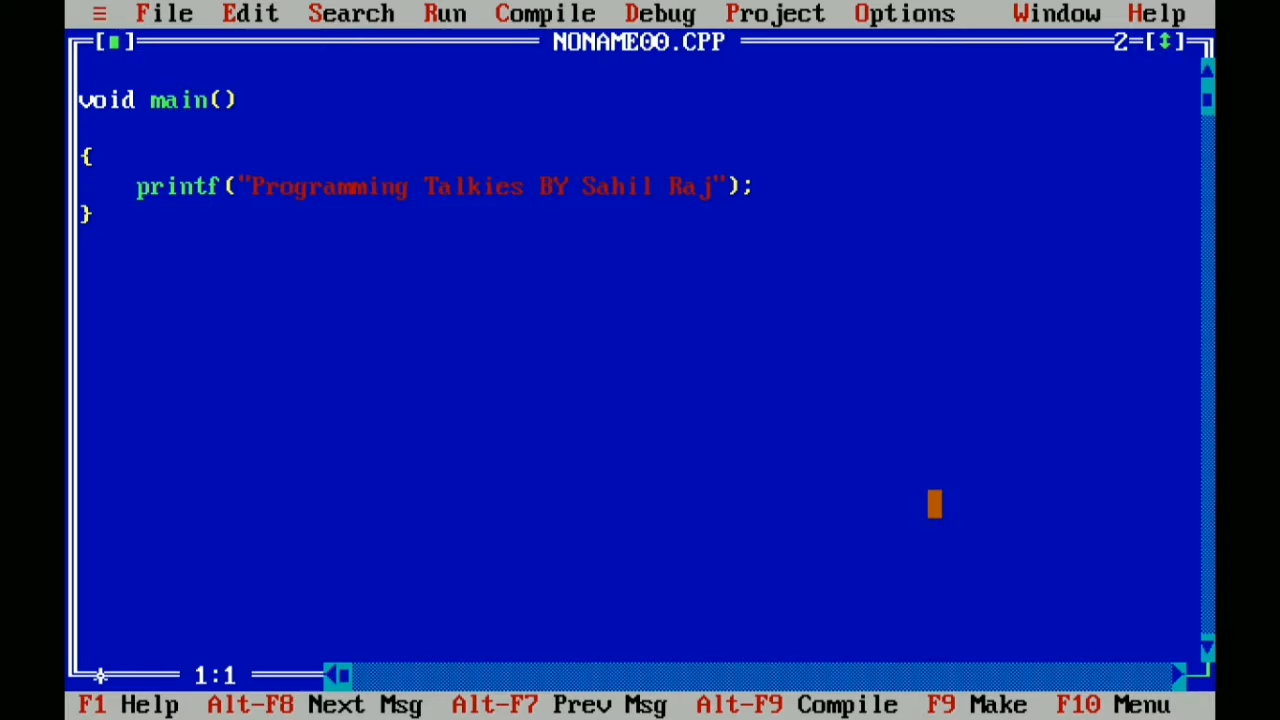 ≡ File Edit Search Run Compile Debug Project Options Window Help
[■] NONAME00.CPP 2=[↕]
void main()
{
printf("Programming Talkies BY Sahil Raj");
}
1:1
F1 Help Alt-F8 Next Msg Alt-F7 Prev Msg Alt-F9 Compile F9 Make F10 Menu